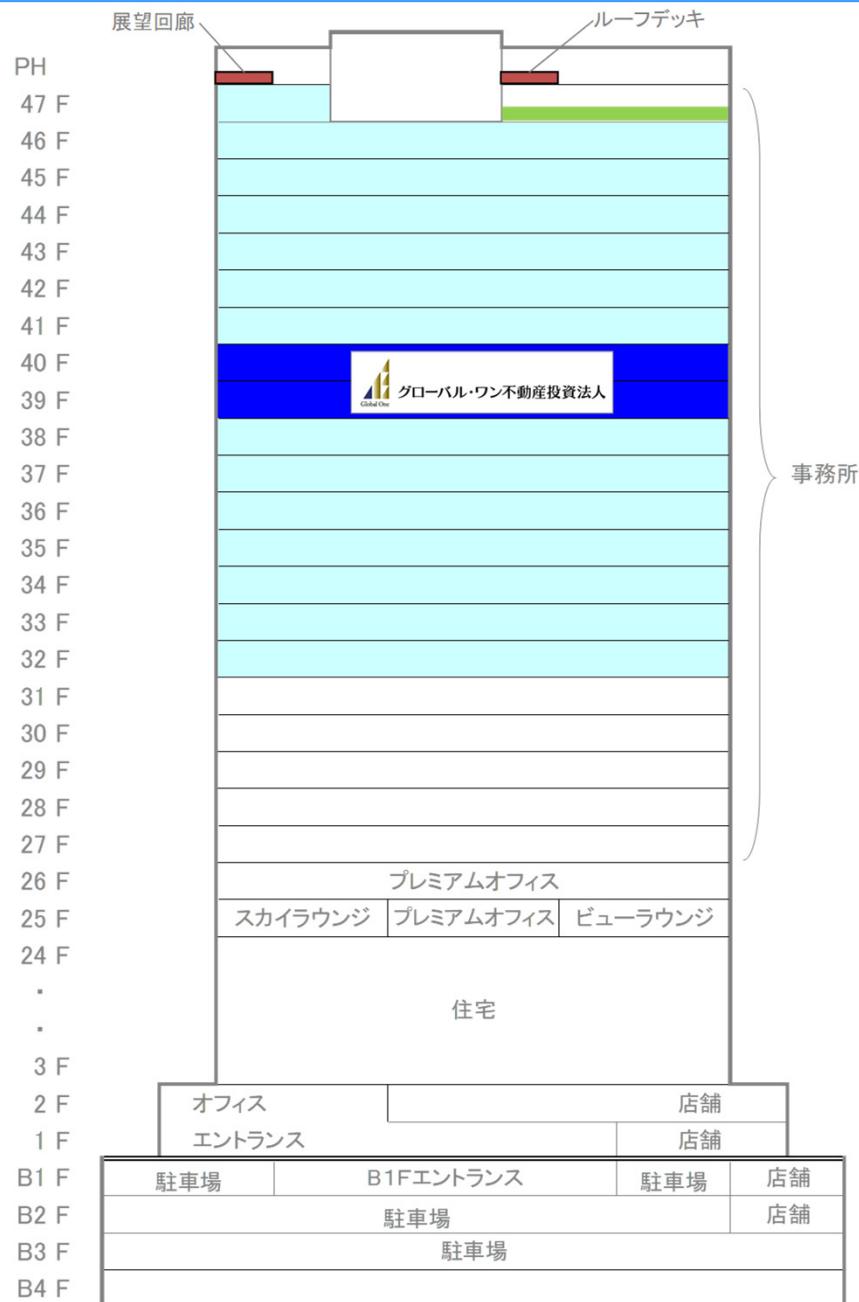 展望回廊 ルーフデッキ
PH
47 F
46 F
45 F
44 F
43 F
42 F
41 F
40 F
Global One グローバル・ワン不動産投資法人
39 F
38 F
37 F 事務所
36 F
35 F
34 F
33 F
32 F
31 F
30 F
29 F
28 F
27 F
26 F プレミアムオフィス
25 F スカイラウンジ プレミアムオフィス ビューラウンジ
24 F
・
住宅
・
3 F
2 F オフィス 店舗
1 F エントランス 店舗
B1 F 駐車場 B1Fエントランス 駐車場 店舗
B2 F 駐車場 店舗
B3 F 駐車場
B4 F